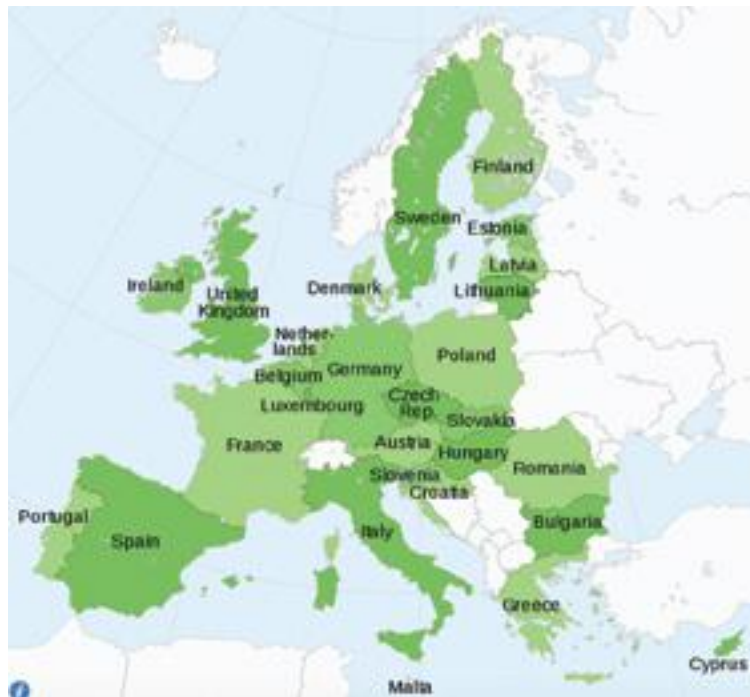 Finland
Sweden
Estonia
Latvia
Lithuania
Denmark
Ireland
United
Kingdom
Nether-
lands
Poland
Germany
Belgium
Czech
Rep.
Luxembourg
Slovakia
Austria
France
Hungary
Romania
Slovenia
Croatia
Portugal
Bulgaria
Italy
Spain
Greece
Cyprus
Malta